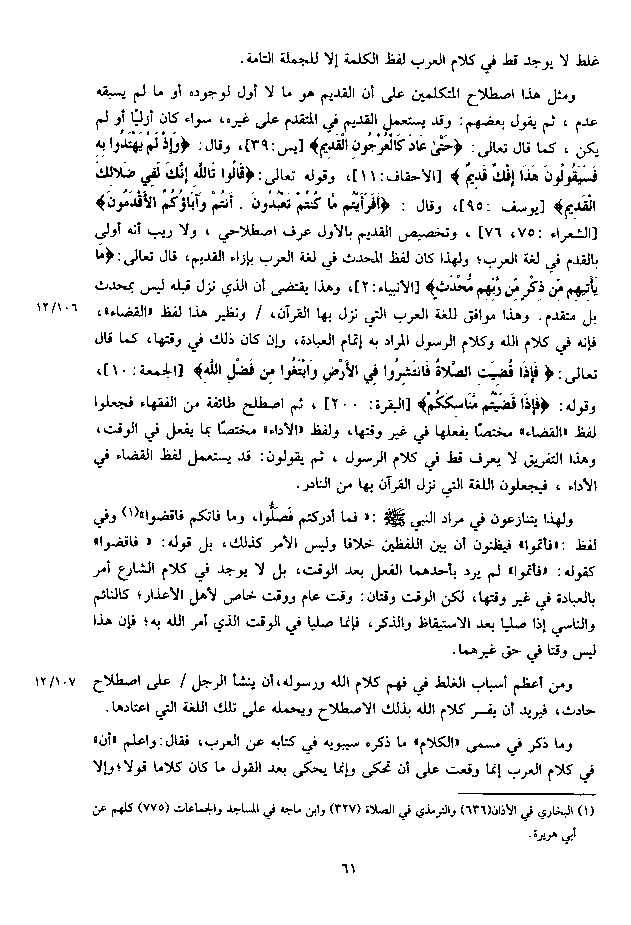 غلط لا يوجد قط في كلام العرب لفظ الكلمة إلا للجملة التامة.
ومثل هذا اصطلاح المتكلمين على أن القديم هو ما لا أول لوجوده أو ما لم يسبقه
عدم ، ثم يقول بعضهم: وقد يستعمل القديم في المتقدم على غيره، سواء كان أزليًا أو لم
يكن ، كما قال تعالى: ﴿حَتَّىٰ عَادَ كَالْعُرْجُونِ الْقَدِيمِ﴾ [يس:٣٩]، وقال: ﴿وَإِذْ لَمْ يَهْتَدُوا بِهِ
فَسَيَقُولُونَ هَذَا إِفْكٌ قَدِيمٌ ﴾ [الأحقاف:١١]، وقوله تعالى:﴿قَالُوا تَاللَّهِ إِنَّكَ لَفِي ضَلَالِكَ
الْقَدِيمِ﴾ [يوسف :٩٥]، وقال : ﴿أَفَرَأَيْتُم مَّا كُنتُمْ تَعْبُدُونَ . أَنتُمْ وَآبَاؤُكُمُ الْأَقْدَمُونَ﴾
[الشعراء :٧٥، ٧٦] ، وتخصيص القديم بالأول عرف اصطلاحي ، ولا ريب أنه أولى
بالقدم في لغة العرب؛ ولهذا كان لفظ المحدث في لغة العرب بإزاء القديم، قال تعالى:﴿مَا
يَأْتِيهِم مِّن ذِكْرٍ مِّن رَّبِّهِم مُّحْدَثٍ﴾ [الأنبياء:٢]، وهذا يقتضى أن الذي نزل قبله ليس بمحدث
١٢/١٠٦ بل متقدم. وهذا موافق للغة العرب التي نزل بها القرآن، / ونظير هذا لفظ «القضاء»،
فإنه في كلام الله وكلام الرسول المراد به إتمام العبادة، وإن كان ذلك في وقتها، كما قال
تعالى:﴿ فَإِذَا قُضِيَتِ الصَّلَاةُ فَانتَشِرُوا فِي الْأَرْضِ وَابْتَغُوا مِن فَضْلِ اللَّهِ﴾ [الجمعة:١٠]،
وقوله: ﴿فَإِذَا قَضَيْتُم مَّنَاسِكَكُمْ﴾ [البقرة: ٢٠٠] ، ثم اصطلح طائفة من الفقهاء فجعلوا
لفظ «القضاء» مختصًا بفعلها في غير وقتها، ولفظ «الأداء» مختصًا بما يفعل في الوقت،
وهذا التفريق لا يعرف قط في كلام الرسول ، ثم يقولون: قد يستعمل لفظ القضاء في
الأداء ، فيجعلون اللغة التي نزل القرآن بها من النادر.
ولهذا يتنازعون في مراد النبي ﷺ :« فما أدركتم فَصَلُّوا، وما فاتكم فاقضوا»(١) وفي
لفظ :«فأتموا» فيظنون أن بين اللفظين خلافا وليس الأمر كذلك، بل قوله: « فاقضوا»
كقوله: «فأتموا» لم يرد بأحدهما الفعل بعد الوقت، بل لا يوجد في كلام الشارع أمر
بالعبادة في غير وقتها، لكن الوقت وقتان: وقت عام ووقت خاص لأهل الأعذار؛ كالنائم
والناسي إذا صليا بعد الاستيقاظ والذكر، فإنما صليا في الوقت الذي أمر الله به؛ فإن هذا
ليس وقتا في حق غيرهما.
١٢/١٠٧ ومن أعظم أسباب الغلط في فهم كلام الله ورسوله،أن ينشأ الرجل / على اصطلاح
حادث، فيريد أن يفسر كلام الله بذلك الاصطلاح ويحمله على تلك اللغة التي اعتادها.
وما ذكر في مسمى «الكلام» ما ذكره سيبويه في كتابه عن العرب، فقال:واعلم «أن»
في كلام العرب إنما وقعت على أن تحكى وإنما يحكى بعد القول ما كان كلاما قولا؛وإلا
(١) البخاري في الأذان(٦٣٦) والترمذي في الصلاة (٣٢٧) وابن ماجه في المساجد والجماعات (٧٧٥) كلهم عن
أبي هريرة.
٦١